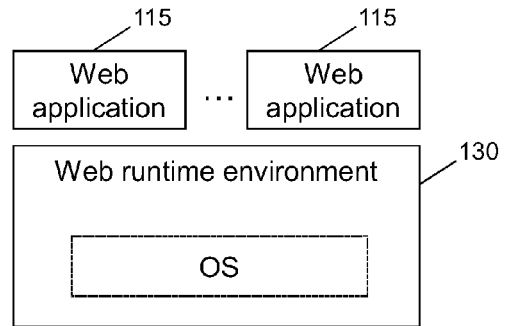 115 115
Web application ... Web application
Web runtime environment
130
OS